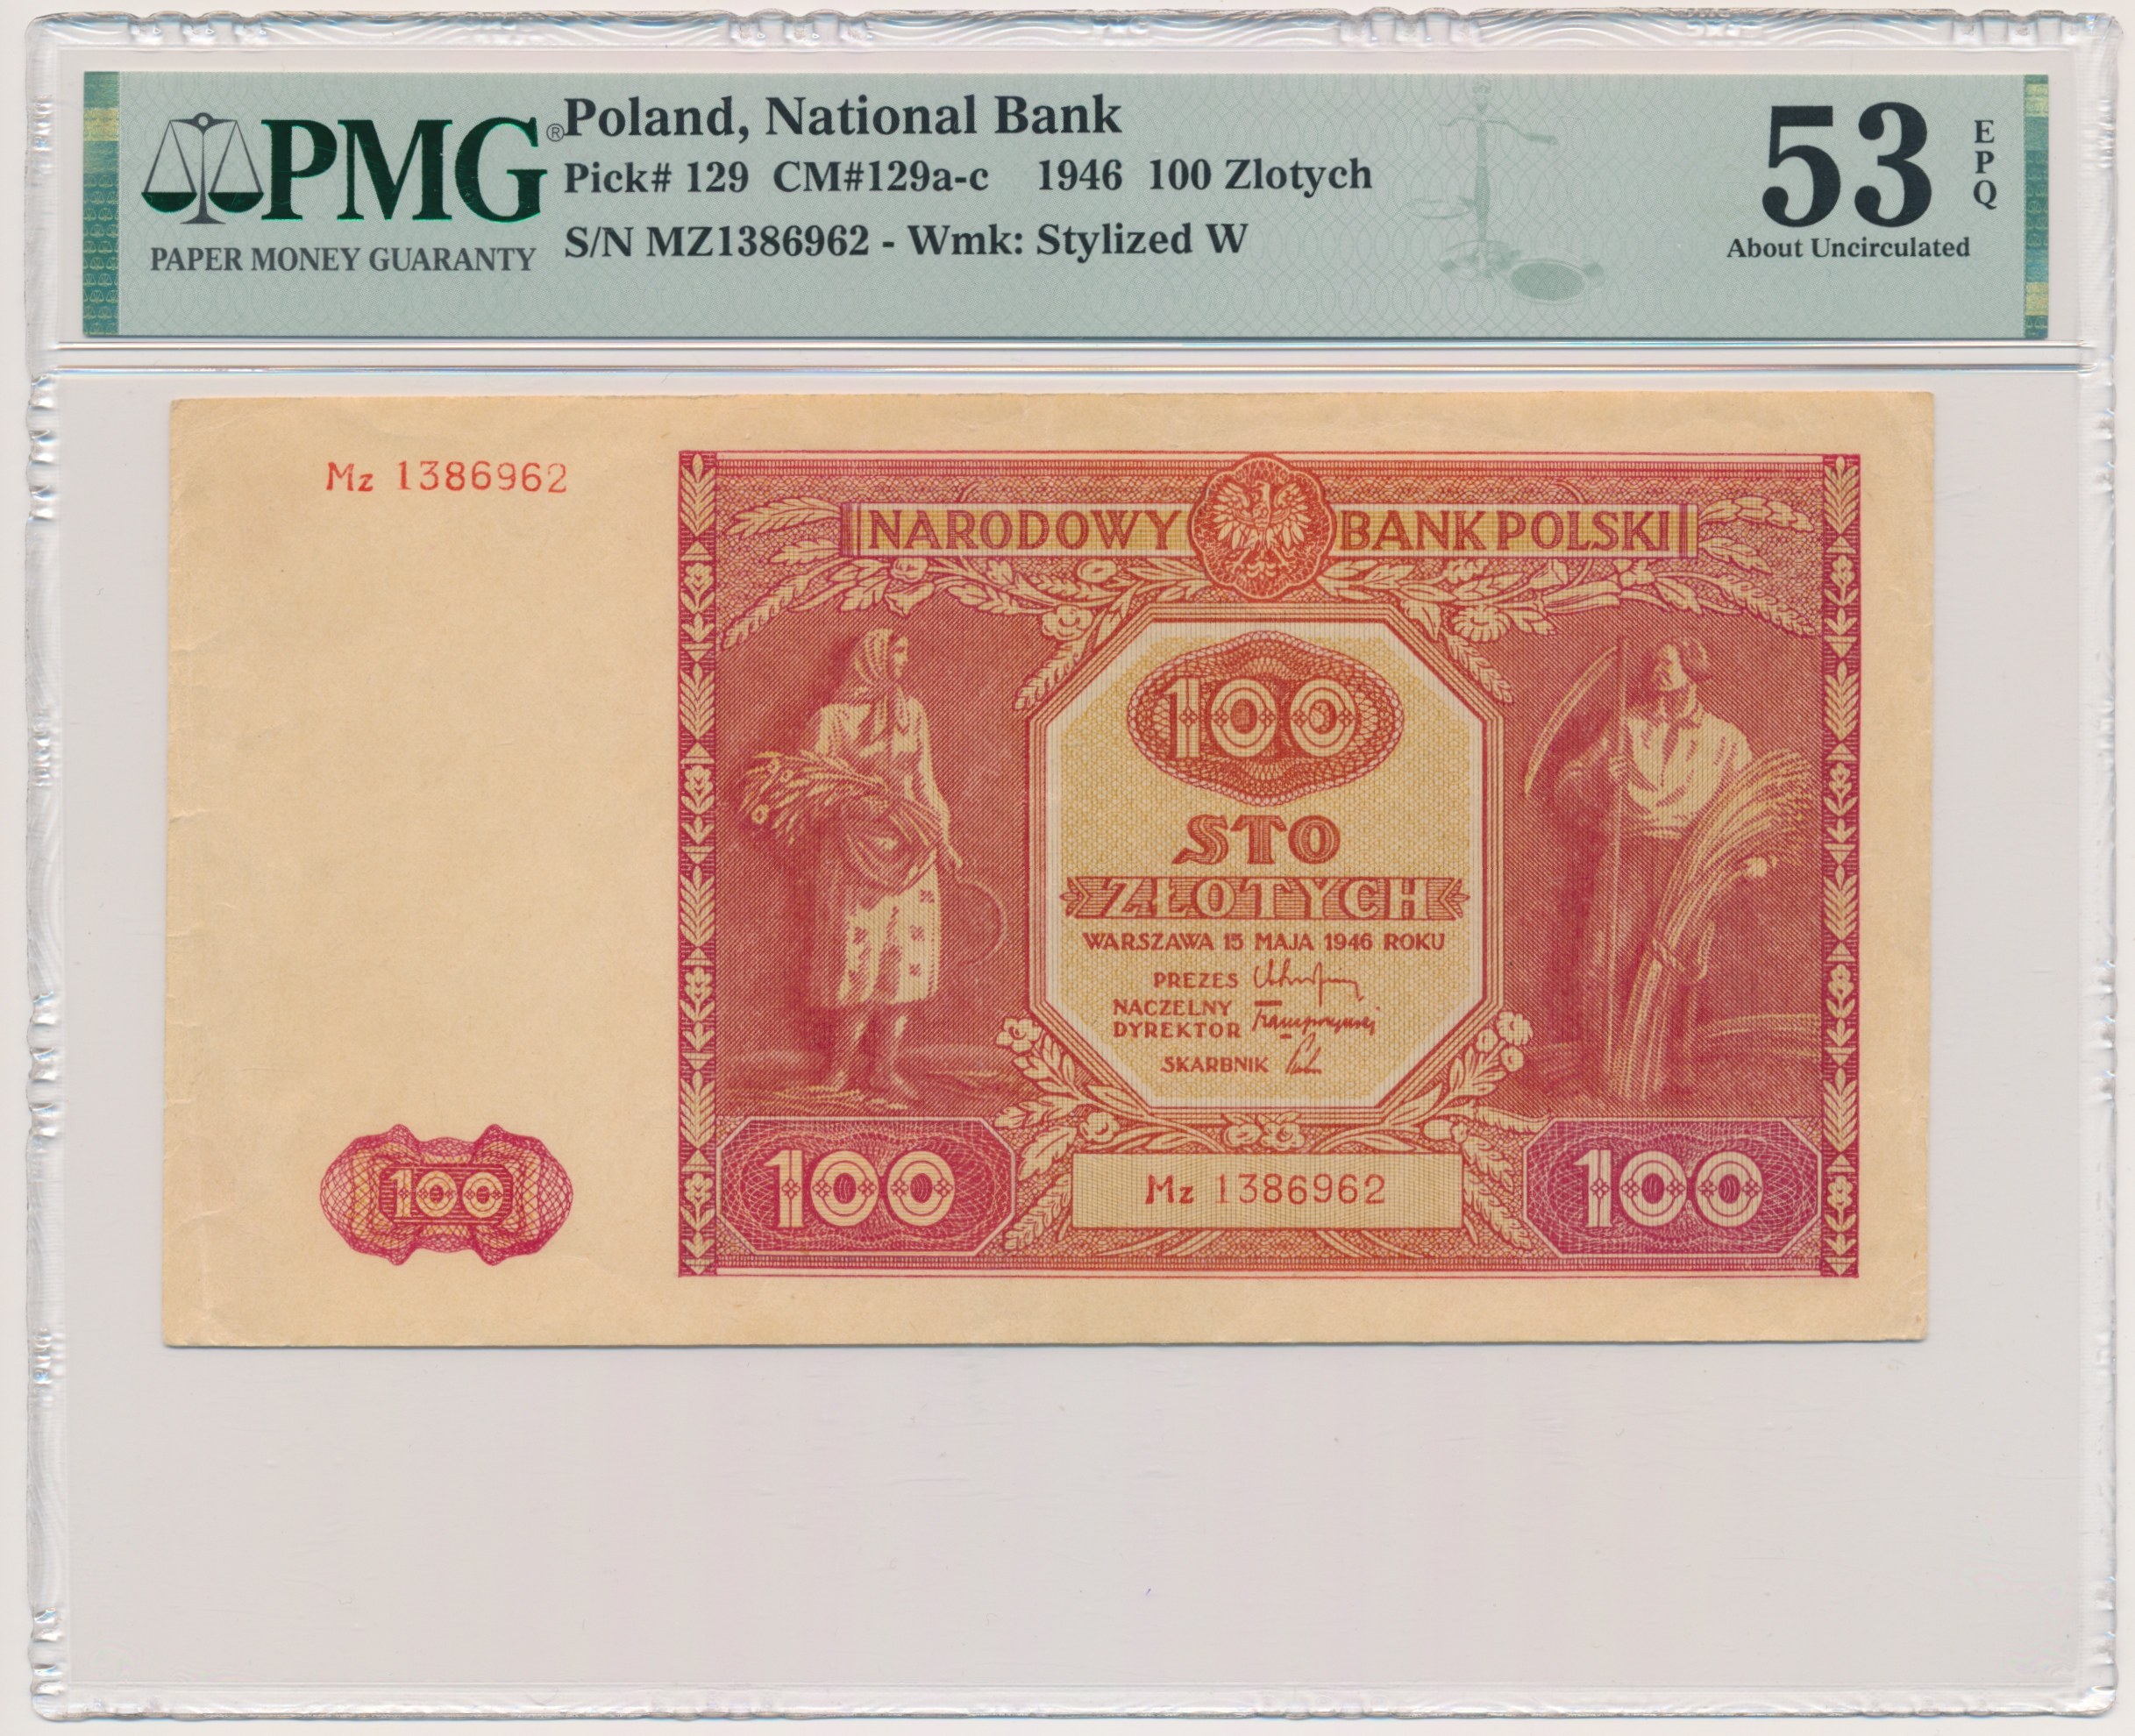 PMG®
PAPER MONEY GUARANTY
Poland, National Bank
Pick# 129 CM#129a-c 1946 100 Zlotych
S/N MZ1386962 - Wmk: Stylized W
53
EPQ
About Uncirculated
Mz 1386962
NARODOWY BANK POLSKI
100
STO
ZŁOTYCH
WARSZAWA 15 MAJA 1946 ROKU
PREZES
NACZELNY
DYREKTOR
SKARBNIK
100
100
Mz 1386962
100